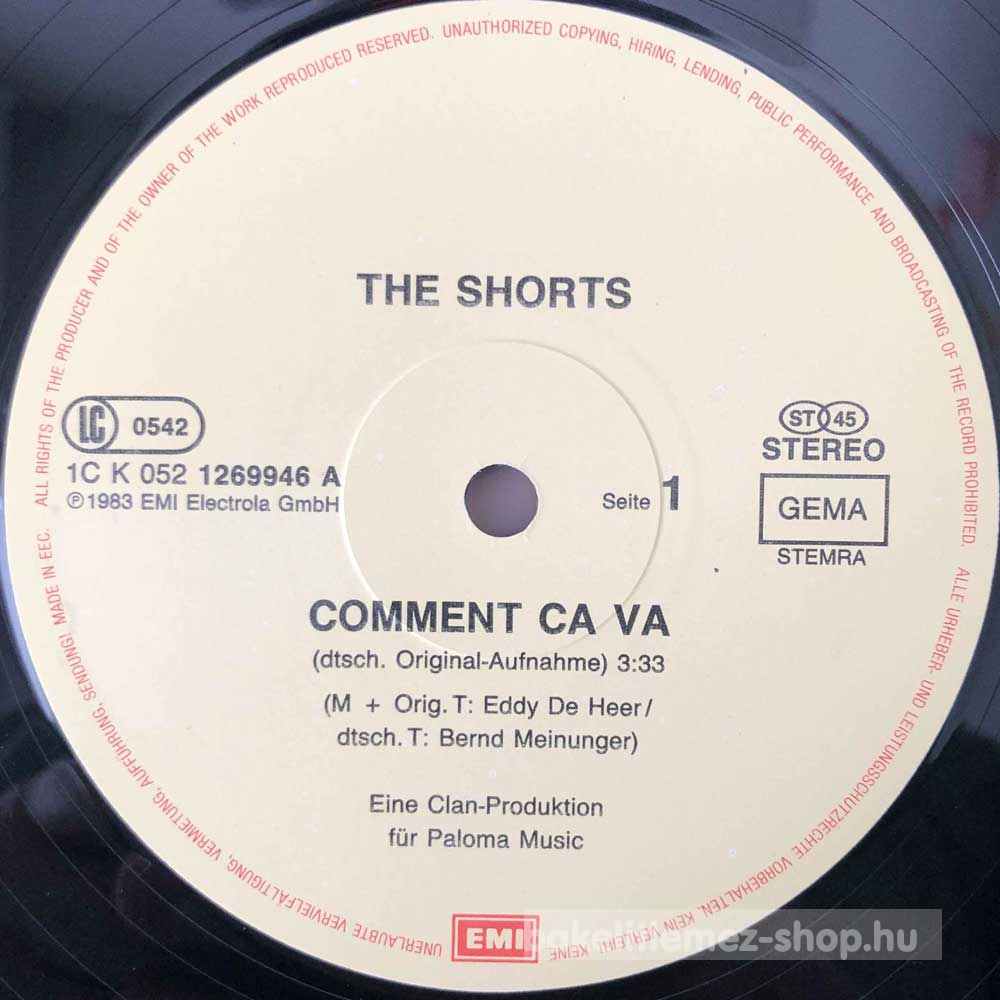 ALL RIGHTS OF THE PRODUCER AND OF THE OWNER OF THE WORK REPRODUCED RESERVED. UNAUTHORIZED COPYING, HIRING, LENDING, PUBLIC PERFORMANCE AND BROADCASTING OF THE RECORD PROHIBITED.
THE SHORTS
LC 0542
1C K 052 1269946 A
℗1983 EMI Electrola GmbH
Seite 1
ST 45
STEREO
GEMA
STEMRA
COMMENT CA VA
(dtsch. Original-Aufnahme) 3:33
(M + Orig. T: Eddy De Heer/
dtsch. T: Bernd Meinunger)
Eine Clan-Produktion
für Paloma Music
ALLE URHEBER- UND LEISTUNGSSCHUTZRECHTE VORBEHALTEN. KEIN VERLEIH! KEINE
UNERLAUBTE VERVIELFÄLTIGUNG, VERMIETUNG, AUFFÜHRUNG, SENDUNG! MADE IN EEC.
EMI
bakelitlemez-shop.hu